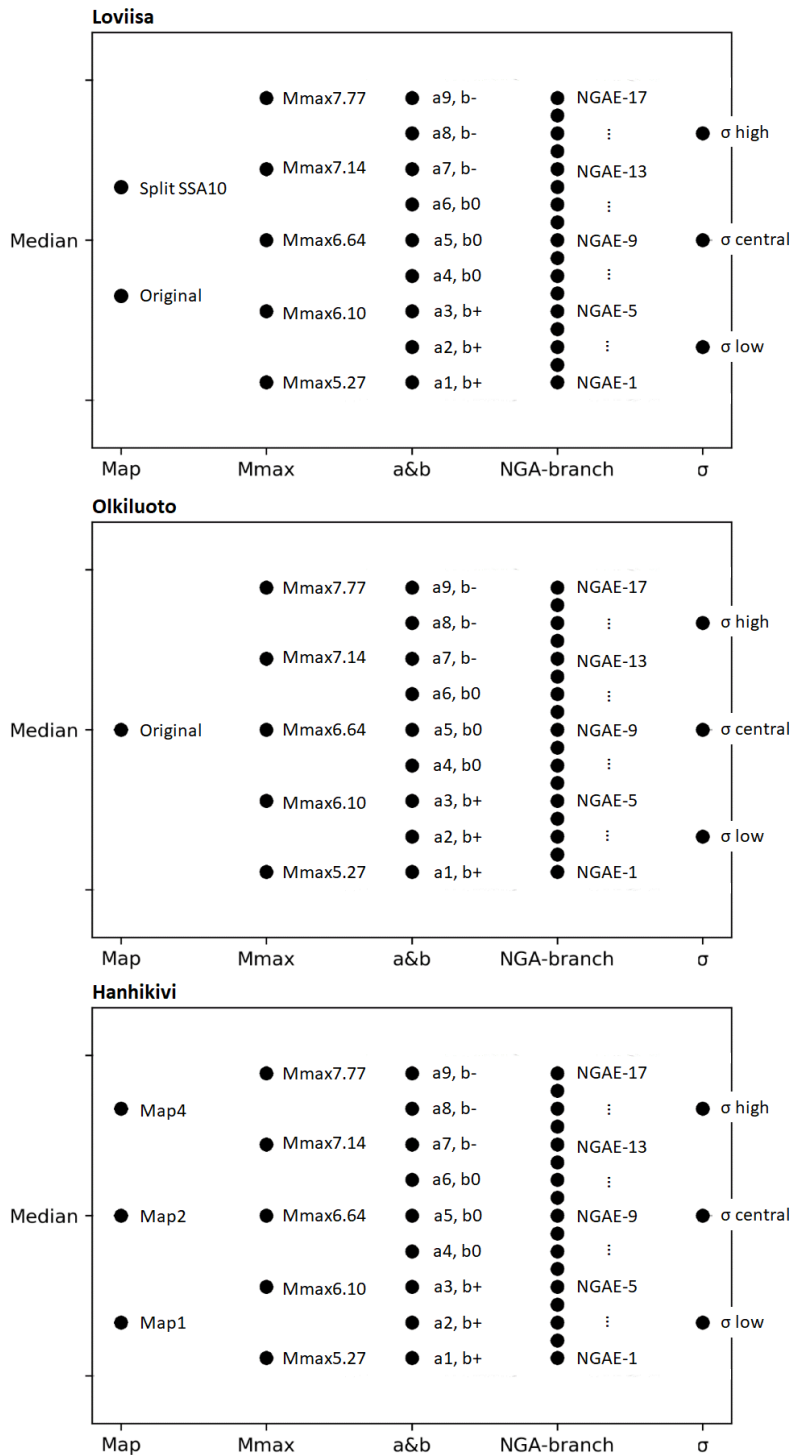 Loviisa
Mmax7.77 a9, b- NGAE-17
a8, b- ⋮ σ high
Mmax7.14 a7, b- NGAE-13
Split SSA10
a6, b0 ⋮
Median Mmax6.64 a5, b0 NGAE-9 σ central
a4, b0 ⋮
Original
Mmax6.10 a3, b+ NGAE-5
a2, b+ ⋮ σ low
Mmax5.27 a1, b+ NGAE-1
Map Mmax a&b NGA-branch σ
Olkiluoto
Mmax7.77 a9, b- NGAE-17
a8, b- ⋮ σ high
Mmax7.14 a7, b- NGAE-13
a6, b0 ⋮
Median Original Mmax6.64 a5, b0 NGAE-9 σ central
a4, b0 ⋮
Mmax6.10 a3, b+ NGAE-5
a2, b+ ⋮ σ low
Mmax5.27 a1, b+ NGAE-1
Map Mmax a&b NGA-branch σ
Hanhikivi
Mmax7.77 a9, b- NGAE-17
Map4 a8, b- ⋮ σ high
Mmax7.14 a7, b- NGAE-13
a6, b0 ⋮
Median Map2 Mmax6.64 a5, b0 NGAE-9 σ central
a4, b0 ⋮
Mmax6.10 a3, b+ NGAE-5
Map1 a2, b+ ⋮ σ low
Mmax5.27 a1, b+ NGAE-1
Map Mmax a&b NGA-branch σ